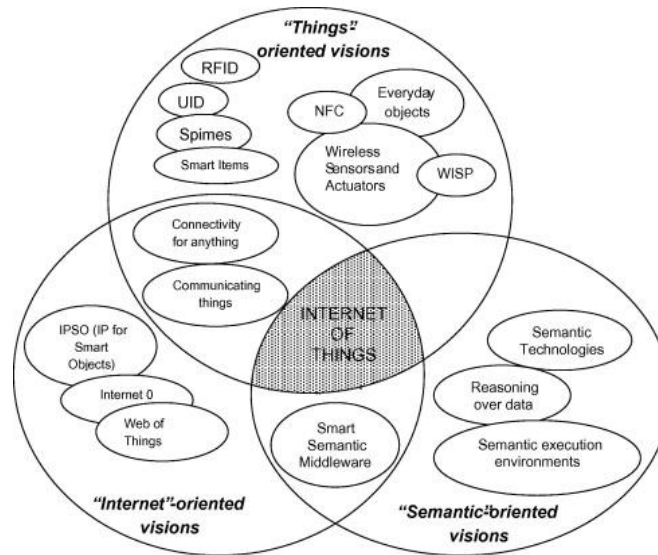 "Things"-
oriented visions
RFID
UID
Spimes
Smart Items
NFC
Everyday
objects
Wireless
Sensors and
Actuators
WISP
Connectivity
for anything
Communicating
things
INTERNET
OF
THINGS
IPSO (IP for
Smart
Objects)
Internet 0
Web of
Things
Semantic
Technologies
Reasoning
over data
Semantic execution
environments
Smart
Semantic
Middleware
"Internet"-oriented
visions
"Semantic"-oriented
visions